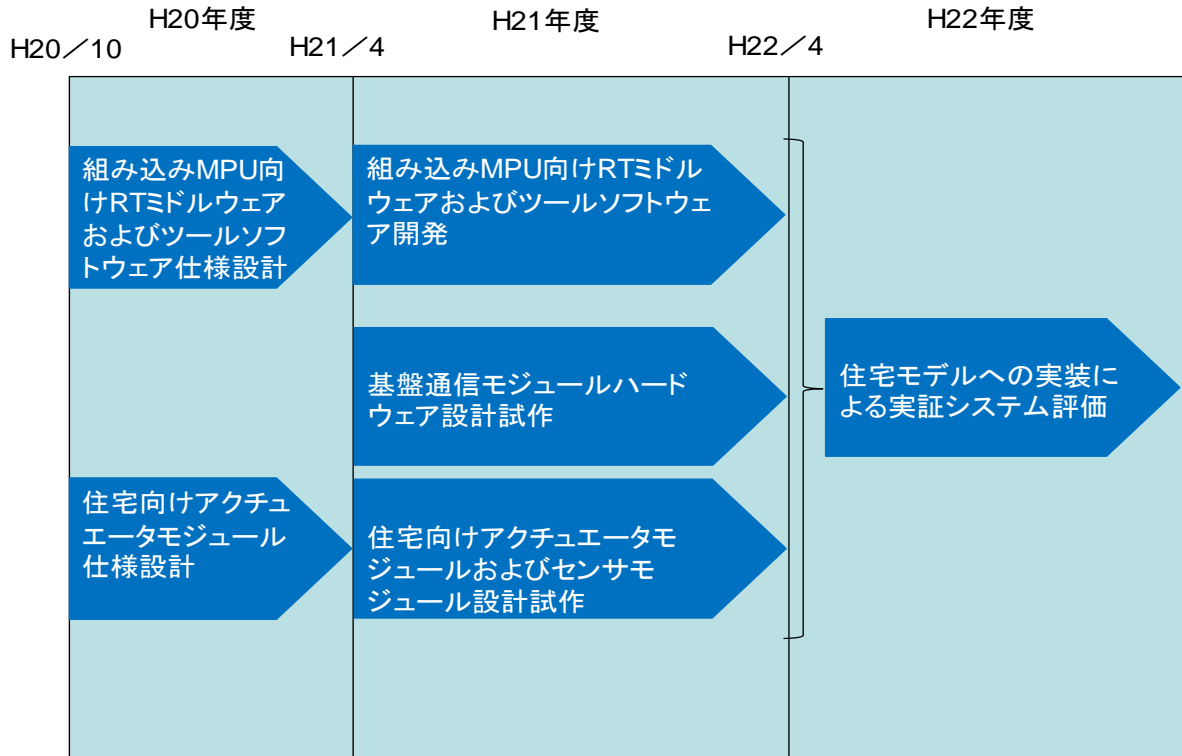 H20年度
H21年度
H22年度
H20／10
H21／4
H22／4
組み込みMPU向
けRTミドルウェア
およびツールソフ
トウェア仕様設計
組み込みMPU向けRTミドル
ウェアおよびツールソフトウェ
ア開発
基盤通信モジュールハード
ウェア設計試作
住宅モデルへの実装に
よる実証システム評価
住宅向けアクチュ
エータモジュール
仕様設計
住宅向けアクチュエータモ
ジュールおよびセンサモ
ジュール設計試作